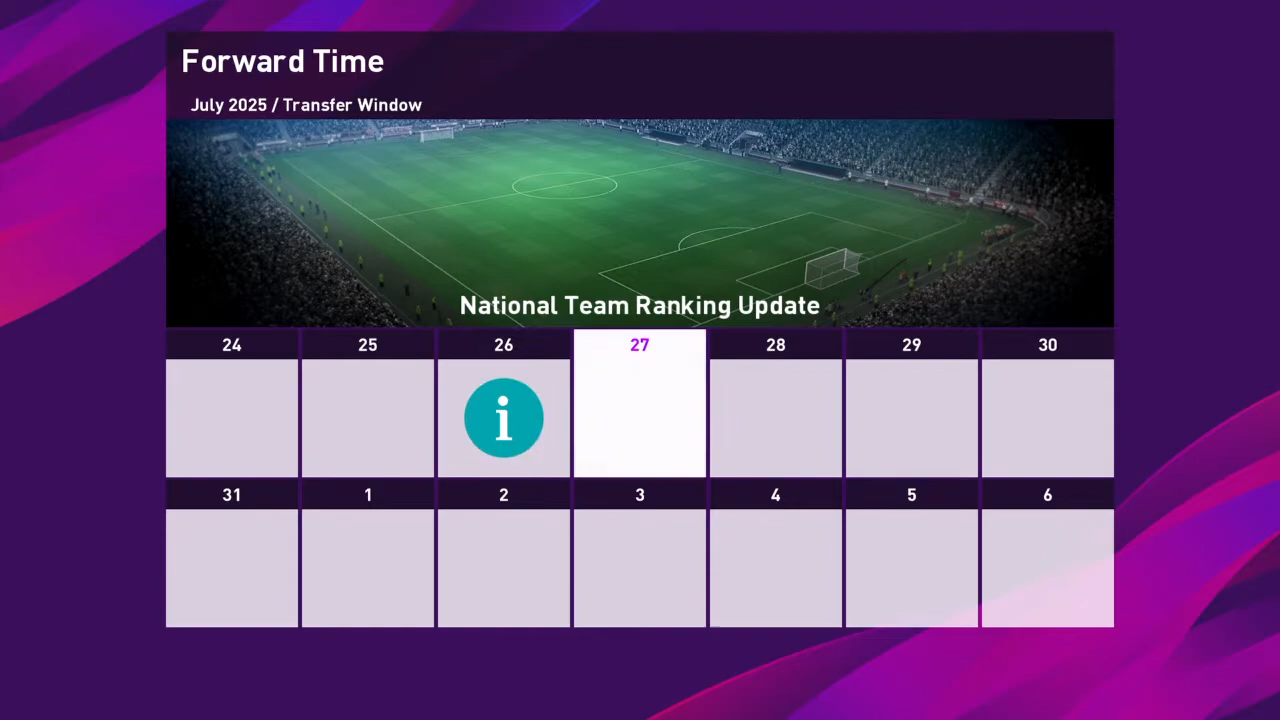 Forward Time
July 2025 / Transfer Window
National Team Ranking Update
24 25 26 27 28 29 30
i
31 1 2 3 4 5 6